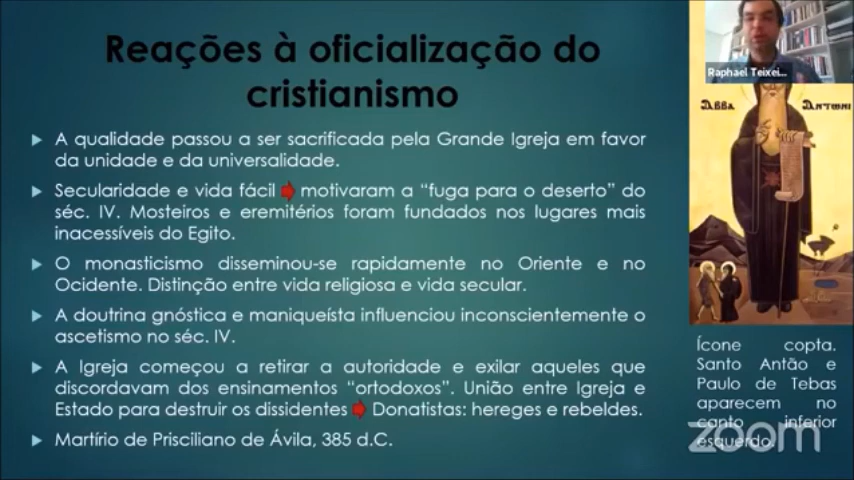 Reações à oficialização do
cristianismo
A qualidade passou a ser sacrificada pela Grande Igreja em favor
da unidade e da universalidade.
Secularidade e vida fácil motivaram a “fuga para o deserto” do
séc. IV. Mosteiros e eremitérios foram fundados nos lugares mais
inacessíveis do Egito.
O monasticismo disseminou-se rapidamente no Oriente e no
Ocidente. Distinção entre vida religiosa e vida secular.
A doutrina gnóstica e maniqueísta influenciou inconscientemente o
ascetismo no séc. IV.
A Igreja começou a retirar a autoridade e exilar aqueles que
discordavam dos ensinamentos “ortodoxos”. União entre Igreja e
Estado para destruir os dissidentes Donatistas: hereges e rebeldes.
Martírio de Prisciliano de Ávila, 385 d.C.
Raphael Teixei...
Ícone copta.
Santo Antão e
Paulo de Tebas
aparecem no
canto inferior
esquerdo.
zoom